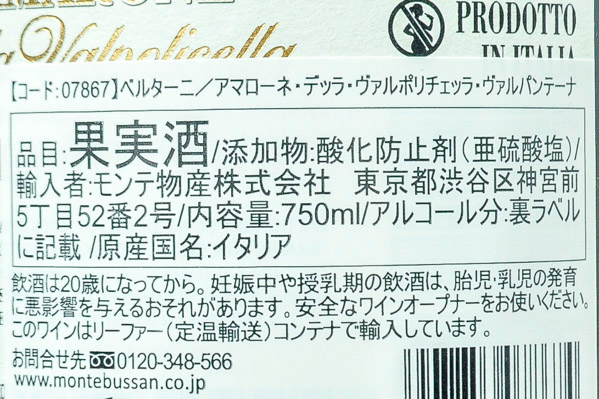 AMARONE
della Valpolicella
PRODOTTO
IN ITALIA
【コード:07867】ベルターニ／アマローネ・デッラ・ヴァルポリチェッラ・ヴァルパンテーナ
品目:果実酒/添加物:酸化防止剤（亜硫酸塩)/
輸入者:モンテ物産株式会社 東京都渋谷区神宮前
5丁目52番2号/内容量:750ml/アルコール分:裏ラベル
に記載 /原産国名:イタリア
飲酒は20歳になってから。妊娠中や授乳期の飲酒は、胎児・乳児の発育
に悪影響を与えるおそれがあります。安全なワインオープナーをお使いください。
このワインはリーファー（定温輸送）コンテナで輸入しています。
お問合せ先 0120-348-566
www.montebussan.co.jp